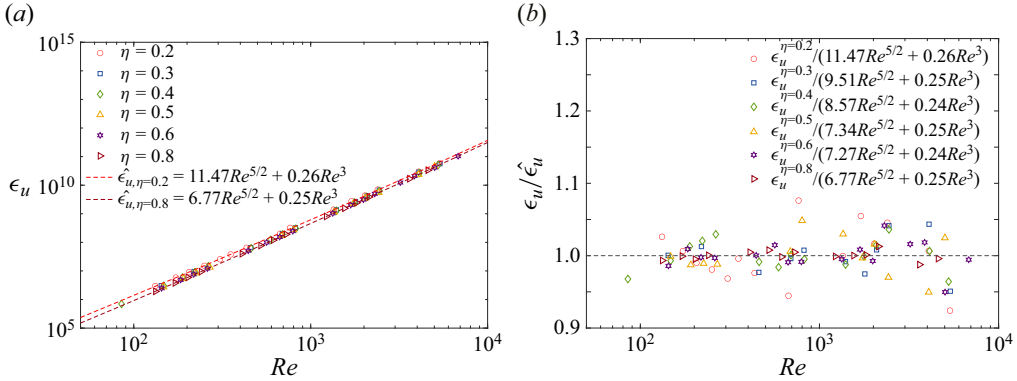 (a)
10^15
10^10
10^5
ϵ_u
η = 0.2
η = 0.3
η = 0.4
η = 0.5
η = 0.6
η = 0.8
ϵ̂_{u,η=0.2} = 11.47Re^{5/2} + 0.26Re^3
ϵ̂_{u,η=0.8} = 6.77Re^{5/2} + 0.25Re^3
10^2
10^3
10^4
Re
(b)
1.3
1.2
1.1
1.0
0.9
ϵ_u/ϵ̂_u
ϵ_u^{η=0.2}/(11.47Re^{5/2} + 0.26Re^3)
ϵ_u^{η=0.3}/(9.51Re^{5/2} + 0.25Re^3)
ϵ_u^{η=0.4}/(8.57Re^{5/2} + 0.24Re^3)
ϵ_u^{η=0.5}/(7.34Re^{5/2} + 0.25Re^3)
ϵ_u^{η=0.6}/(7.27Re^{5/2} + 0.24Re^3)
ϵ_u^{η=0.8}/(6.77Re^{5/2} + 0.25Re^3)
10^2
10^3
10^4
Re